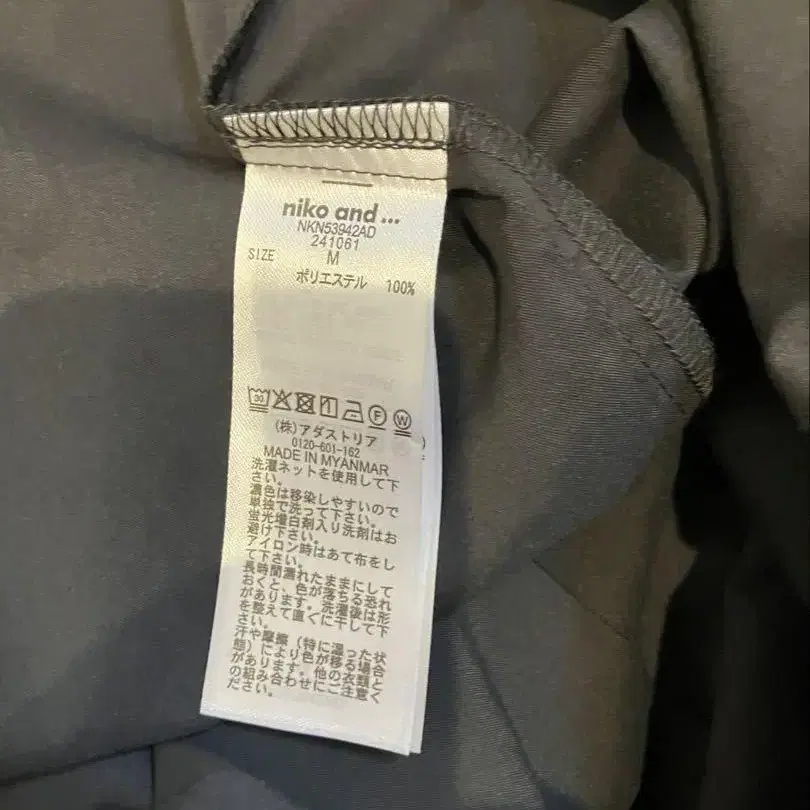 niko and ...
NKN53942AD
241061
SIZE M
ポリエステル 100%
30
F W
(株)アダストリア
0120-601-162
MADE IN MYANMAR
洗濯ネットを使用して下
さい。
濃色は移染しやすいので
単独で洗って下さい。
蛍光増白剤入り洗剤はお
避け下さい。
アイロン時はあて布をし
て下さい。
長時間濡れたままにして
おくと、色が落ちる恐れ
があります。洗濯後は形
を整えて直ぐに干して下
さい。
汗や摩擦(特に湿った状
態)により色が移る場合
があります。他の衣類と
の組み合わせにご注意く
ださい。